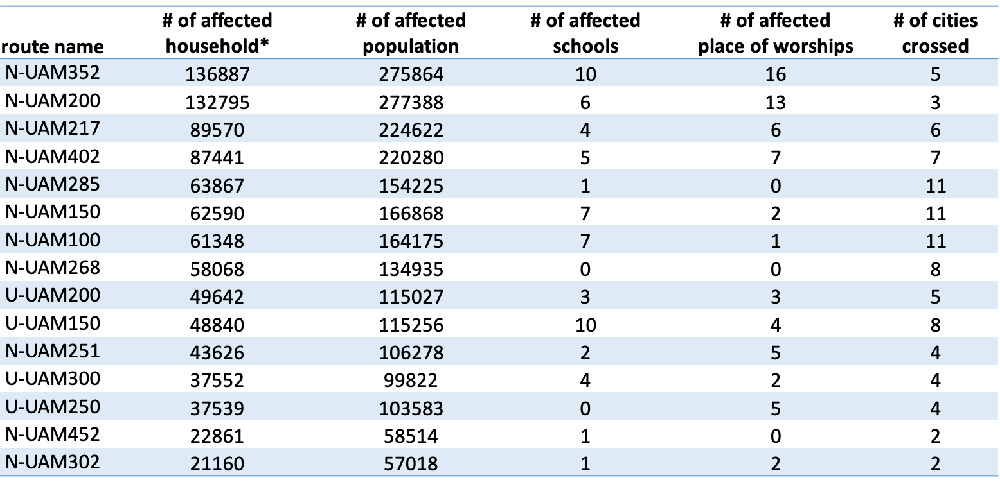 route name # of affected household* # of affected population # of affected schools # of affected place of worships # of cities crossed
N-UAM352 136887 275864 10 16 5
N-UAM200 132795 277388 6 13 3
N-UAM217 89570 224622 4 6 6
N-UAM402 87441 220280 5 7 7
N-UAM285 63867 154225 1 0 11
N-UAM150 62590 166868 7 2 11
N-UAM100 61348 164175 7 1 11
N-UAM268 58068 134935 0 0 8
U-UAM200 49642 115027 3 3 5
U-UAM150 48840 115256 10 4 8
N-UAM251 43626 106278 2 5 4
U-UAM300 37552 99822 4 2 4
U-UAM250 37539 103583 0 5 4
N-UAM452 22861 58514 1 0 2
N-UAM302 21160 57018 1 2 2